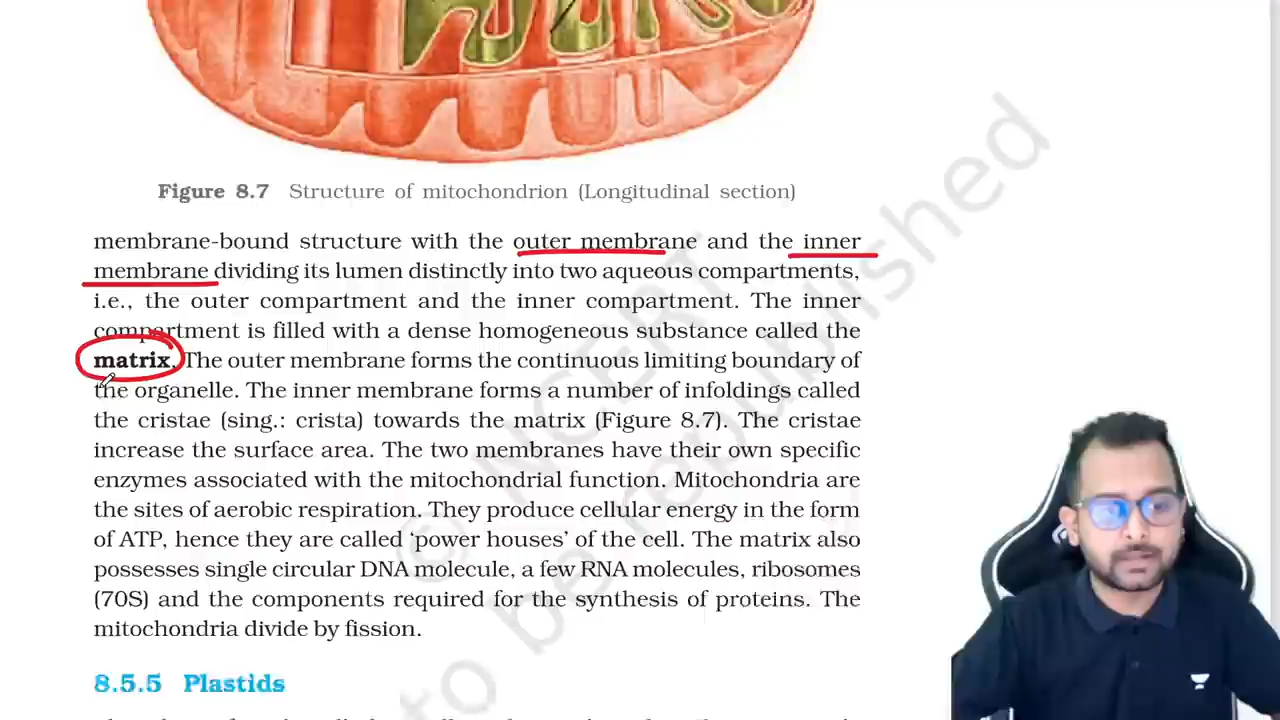 Figure 8.7 Structure of mitochondrion (Longitudinal section)
membrane-bound structure with the outer membrane and the inner
membrane dividing its lumen distinctly into two aqueous compartments,
i.e., the outer compartment and the inner compartment. The inner
compartment is filled with a dense homogeneous substance called the
matrix. The outer membrane forms the continuous limiting boundary of
the organelle. The inner membrane forms a number of infoldings called
the cristae (sing.: crista) towards the matrix (Figure 8.7). The cristae
increase the surface area. The two membranes have their own specific
enzymes associated with the mitochondrial function. Mitochondria are
the sites of aerobic respiration. They produce cellular energy in the form
of ATP, hence they are called ‘power houses’ of the cell. The matrix also
possesses single circular DNA molecule, a few RNA molecules, ribosomes
(70S) and the components required for the synthesis of proteins. The
mitochondria divide by fission.
8.5.5 Plastids
© NCERT
to be republished